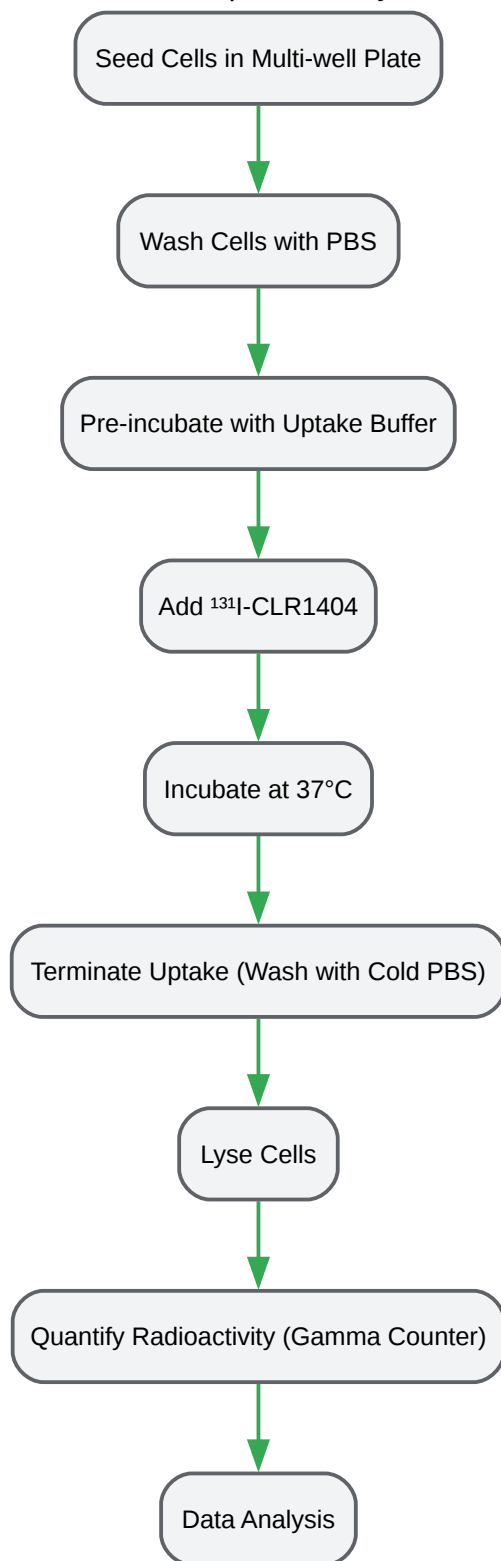 Seed Cells in Multi-well Plate
Wash Cells with PBS
Pre-incubate with Uptake Buffer
Add ¹³¹I-CLR1404
Incubate at 37°C
Terminate Uptake (Wash with Cold PBS)
Lyse Cells
Quantify Radioactivity (Gamma Counter)
Data Analysis